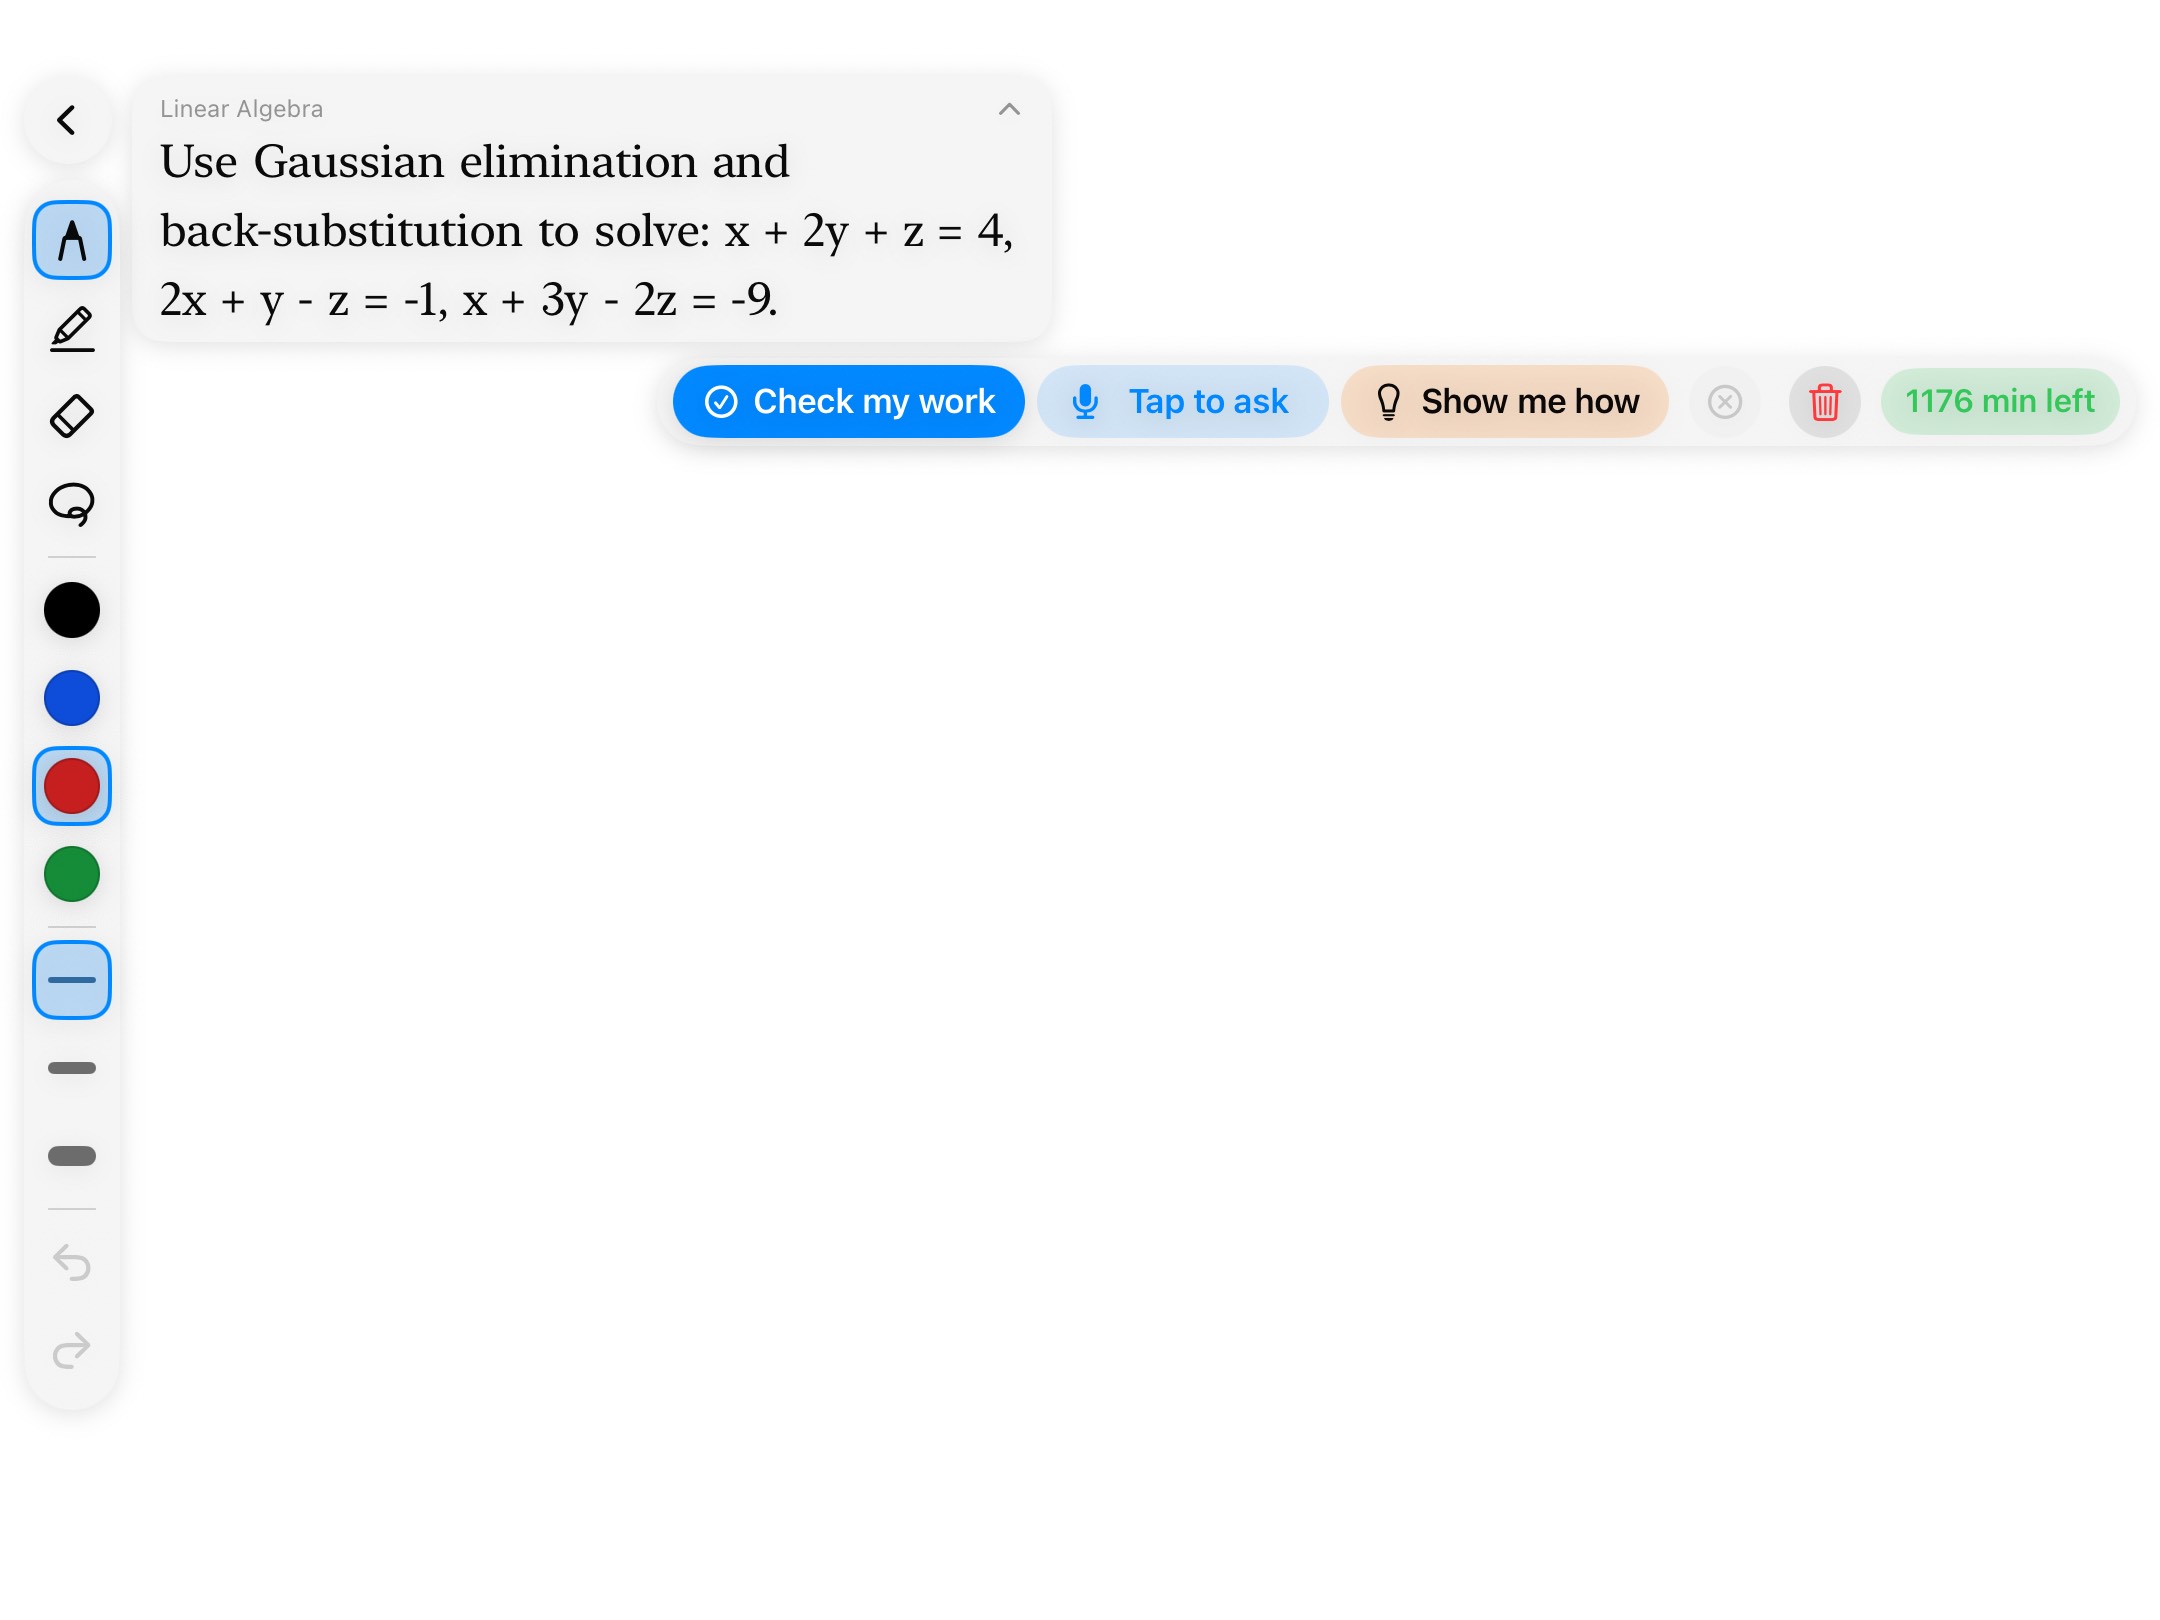 Linear Algebra
Use Gaussian elimination and
back-substitution to solve: x + 2y + z = 4,
2x + y - z = -1, x + 3y - 2z = -9.
Check my work
Tap to ask
Show me how
1176 min left